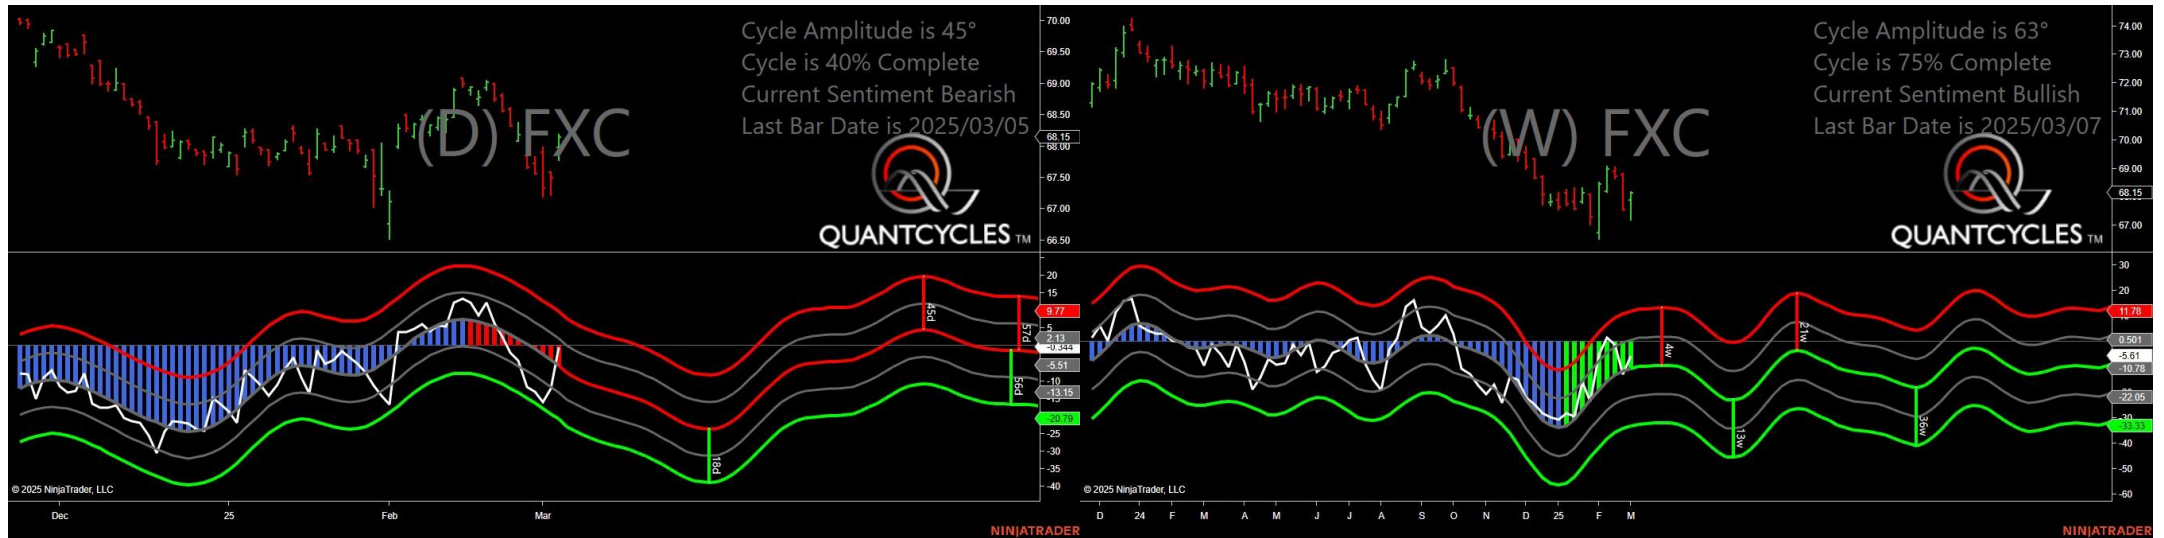 Cycle Amplitude is 45°
Cycle is 40% Complete
Current Sentiment Bearish
Last Bar Date is 2025/03/05
(D) FXC
QUANTCYCLES TM
70.00
69.50
69.00
68.50
68.15
68.00
67.50
67.00
66.50
20
15
9.77
5
2.13
-0.344
-5.51
-10
-13.15
-20.79
-25
-30
-35
-40
18d
45d
57d
56d
© 2025 NinjaTrader, LLC
Dec
25
Feb
Mar
NINJATRADER
Cycle Amplitude is 63°
Cycle is 75% Complete
Current Sentiment Bullish
Last Bar Date is 2025/03/07
(W) FXC
QUANTCYCLES TM
74.00
73.00
72.00
71.00
70.00
69.00
68.15
67.00
30
20
11.78
0.501
-5.61
-10.78
-22.05
-30
-33.33
-40
-50
-60
4w
13w
21w
36w
© 2025 NinjaTrader, LLC
D 24 F M A M J J A S O N D 25 F M
NINJATRADER